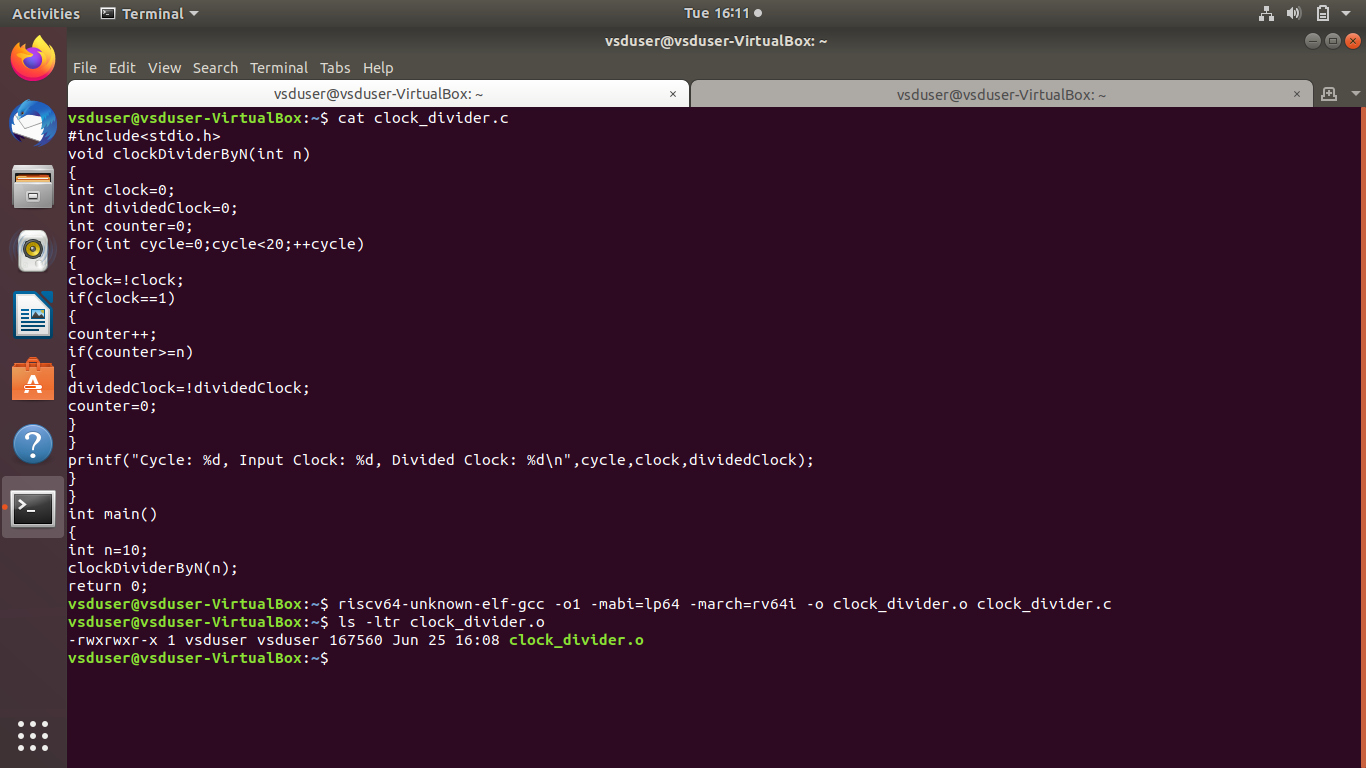 Activities
Terminal
Tue 16:11
vsduser@vsduser-VirtualBox: ~
File Edit View Search Terminal Tabs Help
vsduser@vsduser-VirtualBox: ~ ×
vsduser@vsduser-VirtualBox: ~ ×
vsduser@vsduser-VirtualBox:~$ cat clock_divider.c
#include<stdio.h>
void clockDividerByN(int n)
{
int clock=0;
int dividedClock=0;
int counter=0;
for(int cycle=0;cycle<20;++cycle)
{
clock=!clock;
if(clock==1)
{
counter++;
if(counter>=n)
{
dividedClock=!dividedClock;
counter=0;
}
}
printf("Cycle: %d, Input Clock: %d, Divided Clock: %d\n",cycle,clock,dividedClock);
}
}
int main()
{
int n=10;
clockDividerByN(n);
return 0;
vsduser@vsduser-VirtualBox:~$ riscv64-unknown-elf-gcc -o1 -mabi=lp64 -march=rv64i -o clock_divider.o clock_divider.c
vsduser@vsduser-VirtualBox:~$ ls -ltr clock_divider.o
-rwxrwxr-x 1 vsduser vsduser 167560 Jun 25 16:08 clock_divider.o
vsduser@vsduser-VirtualBox:~$